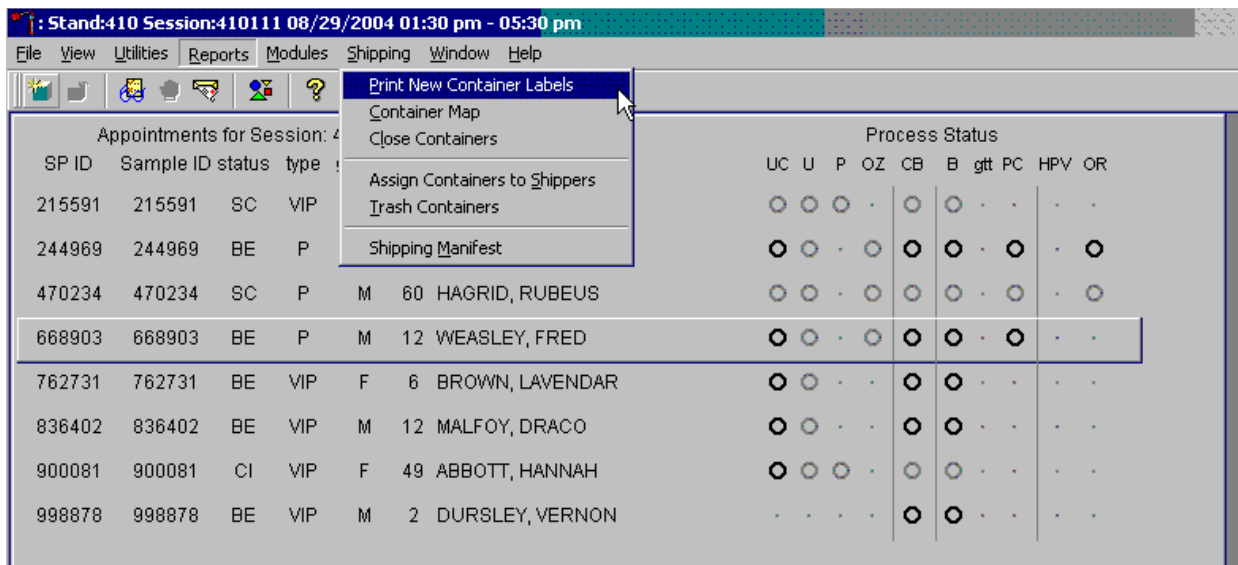 : Stand:410 Session:410111 08/29/2004 01:30 pm - 05:30 pm
File View Utilities Reports Modules Shipping Window Help
Print New Container Labels
Container Map
Close Containers
Assign Containers to Shippers
Trash Containers
Shipping Manifest
Appointments for Session: Process Status
SP ID Sample ID status type UC U P OZ CB B gtt PC HPV OR
215591 215591 SC VIP
244969 244969 BE P
470234 470234 SC P M 60 HAGRID, RUBEUS
668903 668903 BE P M 12 WEASLEY, FRED
762731 762731 BE VIP F 6 BROWN, LAVENDAR
836402 836402 BE VIP M 12 MALFOY, DRACO
900081 900081 CI VIP F 49 ABBOTT, HANNAH
998878 998878 BE VIP M 2 DURSLEY, VERNON